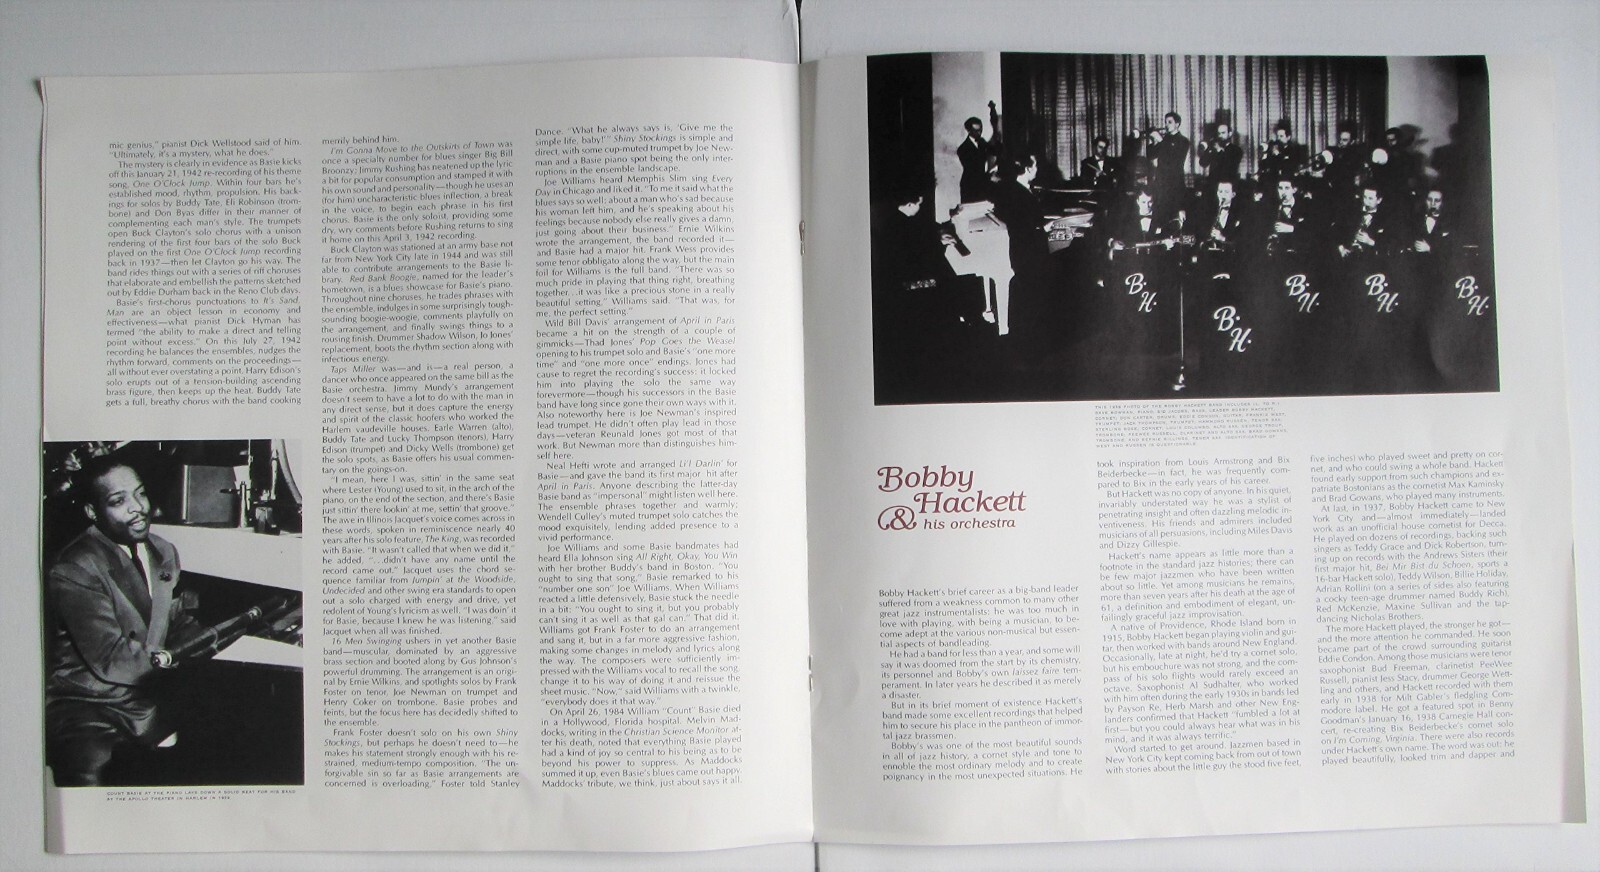 mic genius," pianist Dick Wellstood said of him.
"Ultimately, it's a mystery, what he does."
The mystery is clearly in evidence as Basie kicks
off this January 21, 1942 re-recording of his theme
song, One O'Clock Jump. Within four bars he's
established mood, rhythm, propulsion. His back-
ings for solos by Buddy Tate, Eli Robinson (trom-
bone) and Don Byas differ in their manner of
complementing each man's style. The trumpets
open Buck Clayton's solo chorus with a unison
rendering of the first four bars of the solo Buck
played on the first One O'Clock Jump recording
back in 1937—then let Clayton go his way. The
band rides things out with a series of riff choruses
that elaborate and embellish the patterns sketched
out by Eddie Durham back in the Reno Club days.
Basie's first-chorus punctuations to It's Sand,
Man are an object lesson in economy and
effectiveness—what pianist Dick Hyman has
termed "the ability to make a direct and telling
point without excess." On this July 27, 1942
recording he balances the ensembles, nudges the
rhythm forward, comments on the proceedings—
all without ever overstating a point. Harry Edison's
solo erupts out of a tension-building ascending
brass figure, then keeps up the heat. Buddy Tate
gets a full, breathy chorus with the band cooking
COUNT BASIE AT THE PIANO LAYS DOWN A SOLID BEAT FOR HIS BAND
AT THE APOLLO THEATER IN HARLEM IN
merrily behind him.
I'm Gonna Move to the Outskirts of Town was
once a specialty number for blues singer Big Bill
Broonzy; Jimmy Rushing has neatened up the lyric
a bit for popular consumption and stamped it with
his own sound and personality—though he uses an
(for him) uncharacteristic blues inflection, a break
in the voice, to begin each phrase in his first
chorus. Basie is the only soloist, providing some
dry, wry comments before Rushing returns to sing
it home on this April 3, 1942 recording.
Buck Clayton was stationed at an army base not
far from New York City late in 1944 and was still
able to contribute arrangements to the Basie li-
brary. Red Bank Boogie, named for the leader's
hometown, is a blues showcase for Basie's piano.
Throughout nine choruses, he trades phrases with
the ensemble, indulges in some surprisingly tough-
sounding boogie-woogie, comments playfully on
the arrangement, and finally swings things to a
rousing finish. Drummer Shadow Wilson, Jo Jones'
replacement, boots the rhythm section along with
infectious energy.
Taps Miller was—and is—a real person, a
dancer who once appeared on the same bill as the
Basie orchestra. Jimmy Mundy's arrangement
doesn't seem to have a lot to do with the man in
any direct sense, but it does capture the energy
and spirit of the classic hoofers who worked the
Harlem vaudeville houses. Earle Warren (alto),
Buddy Tate and Lucky Thompson (tenors), Harry
Edison (trumpet) and Dicky Wells (trombone) get
the solo spots, as Basie offers his usual commen-
tary on the goings-on.
"I mean, here I was, sittin' in the same seat
where Lester (Young) used to sit, in the arch of the
piano, on the end of the section, and there's Basie
just sittin' there lookin' at me, settin' that groove."
The awe in Illinois Jacquet's voice comes across in
these words, spoken in reminiscence nearly 40
years after his solo feature, The King, was recorded
with Basie. "It wasn't called that when we did it,"
he added, "...didn't have any name until the
record came out." Jacquet uses the chord se-
quence familiar from Jumpin' at the Woodside,
Undecided and other swing era standards to
open out a solo charged with energy and drive, yet
redolent of Young's lyricism as well. "I was doin' it
for Basie, because I knew he was listening," said
Jacquet when all was finished.
16 Men Swinging ushers in yet another Basie
band—muscular, dominated by an aggressive
brass section and booted along by Gus Johnson's
powerful drumming. The arrangement is an origi-
nal by Ernie Wilkins, and spotlights solos by Frank
Foster on tenor, Joe Newman on trumpet and
Henry Coker on trombone. Basie probes and
feints, but the focus here has decidedly shifted to
the ensemble.
Frank Foster doesn't solo on his own Shiny
Stockings, but perhaps he doesn't need to—he
makes his statement strongly enough with his re-
strained, medium-tempo composition. "The un-
forgivable sin so far as Basie arrangements are
concerned is overloading," Foster told Stanley
Dance. "What he always says is, 'Give me the
simple life, baby!'" Shiny Stockings is simple and
direct, with some cup-muted trumpet by Joe New-
man and a Basie piano spot being the only inter-
ruptions in the ensemble landscape.
Joe Williams heard Memphis Slim sing Every
Day in Chicago and liked it. "To me it said what the
blues says so well: about a man who's sad because
his woman left him, and he's speaking about his
feelings because nobody else really gives a damn,
just going about their business." Ernie Wilkins
wrote the arrangement, the band recorded it—
and Basie had a major hit. Frank Wess provides
some tenor obbligato along the way, but the main
foil for Williams is the full band. "There was so
much pride in playing that thing right, breathing
together...it was like a precious stone in a really
beautiful setting," Williams said. "That was, for
me, the perfect setting."
Wild Bill Davis' arrangement of April in Paris
became a hit on the strength of a couple of
gimmicks—Thad Jones' Pop Goes the Weasel
opening to his trumpet solo and Basie's "one more
time" and "one more once" endings. Jones had
cause to regret the recording's success: it locked
him into playing the solo the same way
forevermore—though his successors in the Basie
band have long since gone their own ways with it.
Also noteworthy here is Joe Newman's inspired
lead trumpet. He didn't often play lead in those
days—veteran Reunald Jones got most of that
work. But Newman more than distinguishes him-
self here.
Neal Hefti wrote and arranged Li'l Darlin' for
Basie—and gave the band its first major hit after
April in Paris. Anyone describing the latter-day
Basie band as "impersonal" might listen well here.
The ensemble phrases together and warmly;
Wendell Culley's muted trumpet solo catches the
mood exquisitely, lending added presence to a
vivid performance.
Joe Williams and some Basie bandmates had
heard Ella Johnson sing All Right, Okay, You Win
with her brother Buddy's band in Boston. "You
ought to sing that song," Basie remarked to his
"number one son" Joe Williams. When Williams
reacted a little defensively, Basie stuck the needle
in a bit: "You ought to sing it, but you probably
can't sing it as well as that gal can." That did it.
Williams got Frank Foster to do an arrangement
and sang it, but in a far more aggressive fashion,
making some changes in melody and lyrics along
the way. The composers were sufficiently im-
pressed with the Williams vocal to recall the song,
change it to his way of doing it and reissue the
sheet music. "Now," said Williams with a twinkle,
"everybody does it that way."
On April 26, 1984 William "Count" Basie died
in a Hollywood, Florida hospital. Melvin Mad-
docks, writing in the Christian Science Monitor af-
ter his death, noted that everything Basie played
had a kind of joy so central to his being as to be
beyond his power to suppress. As Maddocks
summed it up, even Basie's blues came out happy.
Maddocks' tribute, we think, just about says it all.
B.H.
B.H.
B.H.
B.H.
B.H.
Bobby
Hackett
& his orchestra
Bobby Hackett's brief career as a big-band leader
suffered from a weakness common to many other
great jazz instrumentalists: he was too much in
love with playing, with being a musician, to be-
come adept at the various non-musical but essen-
tial aspects of bandleading.
He had a band for less than a year, and some will
say it was doomed from the start by its chemistry,
its personnel and Bobby's own laissez faire tem-
perament. In later years he described it as merely
a disaster.
But in its brief moment of existence Hackett's
band made some excellent recordings that helped
him to secure his place in the pantheon of immor-
tal jazz brassmen.
Bobby's was one of the most beautiful sounds
in all of jazz history, a cornet style and tone to
ennoble the most ordinary melody and to create
poignancy in the most unexpected situations. He
took inspiration from Louis Armstrong and Bix
Beiderbecke—in fact, he was frequently com-
pared to Bix in the early years of his career.
But Hackett was no copy of anyone. In his quiet,
invariably understated way he was a stylist of
penetrating insight and often dazzling melodic in-
ventiveness. His friends and admirers included
musicians of all persuasions, including Miles Davis
and Dizzy Gillespie.
Hackett's name appears as little more than a
footnote in the standard jazz histories; there can
be few major jazzmen who have been written
about so little. Yet among musicians he remains,
more than seven years after his death at the age of
61, a definition and embodiment of elegant, un-
failingly graceful jazz improvisation.
A native of Providence, Rhode Island born in
1915, Bobby Hackett began playing violin and gui-
tar, then worked with bands around New England.
Occasionally, late at night, he'd try a cornet solo,
but his embouchure was not strong, and the com-
pass of his solo flights would rarely exceed an
octave. Saxophonist Al Sudhalter, who worked
with him often during the early 1930s in bands led
by Payson Re, Herb Marsh and other New Eng-
landers confirmed that Hackett "fumbled a lot at
first—but you could always hear what was in his
mind, and it was always terrific."
Word started to get around. Jazzmen based in
New York City kept coming back from out of town
with stories about the little guy (he stood five feet,
five inches) who played sweet and pretty on cor-
net, and who could swing a whole band. Hackett
found early support from such champions and ex-
patriate Bostonians as the cornetist Max Kaminsky
and Brad Gowans, who played many instruments.
At last, in 1937, Bobby Hackett came to New
York City and—almost immediately—landed
work as an unofficial house cornetist for Decca.
He played on dozens of recordings, backing such
singers as Teddy Grace and Dick Robertson, turn-
ing up on records with the Andrews Sisters (their
first major hit, Bei Mir Bist du Schoen, sports a
16-bar Hackett solo), Teddy Wilson, Billie Holiday,
Adrian Rollini (on a series of sides also featuring
a cocky teen-age drummer named Buddy Rich),
Red McKenzie, Maxine Sullivan and the tap-
dancing Nicholas Brothers.
The more Hackett played, the stronger he got—
and the more attention he commanded. He soon
became part of the crowd surrounding guitarist
Eddie Condon. Among those musicians were tenor
saxophonist Bud Freeman, clarinetist PeeWee
Russell, pianist Jess Stacy, drummer George Wett-
ling and others, and Hackett recorded with them
early in 1938 for Milt Gabler's fledgling Com-
modore label. He got a featured spot in Benny
Goodman's January 16, 1938 Carnegie Hall con-
cert, re-creating Bix Beiderbecke's cornet solo
on I'm Coming, Virginia. There were also records
under Hackett's own name. The word was out: he
played beautifully, looked trim and dapper and